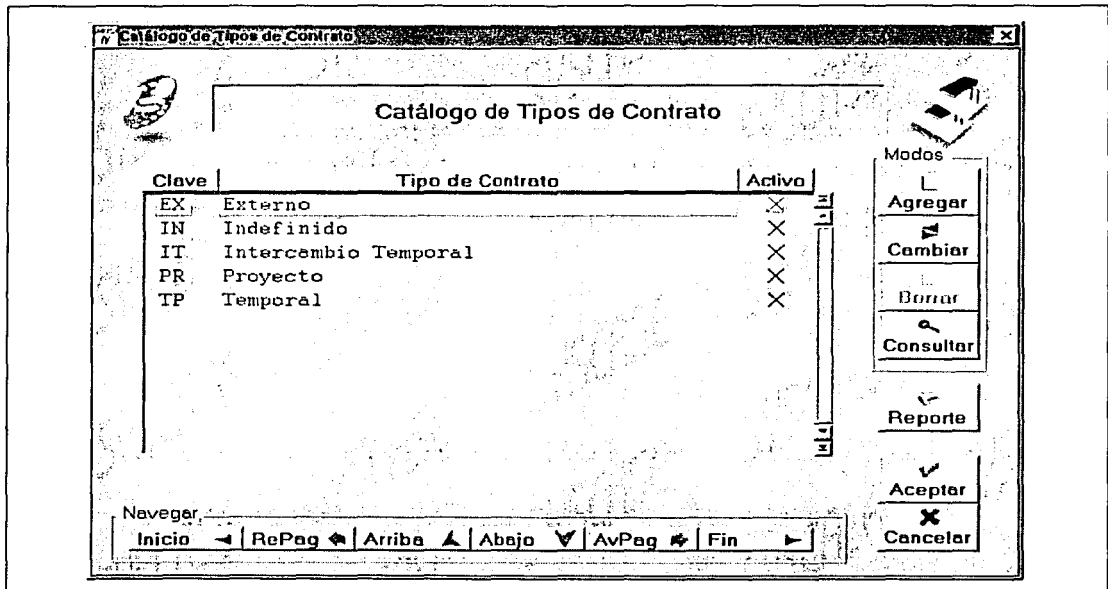 Catálogo de Tipos de Contrato
Catálogo de Tipos de Contrato
Modos
Clave Tipo de Contrato Activo
EX Externo
IN Indefinido
IT Intercambio Temporal
PR Proyecto
TP Temporal
Agregar
Cambiar
Borrar
Consultar
Reporte
Aceptar
Cancelar
Navegar
Inicio RePag Arriba Abajo AvPag Fin